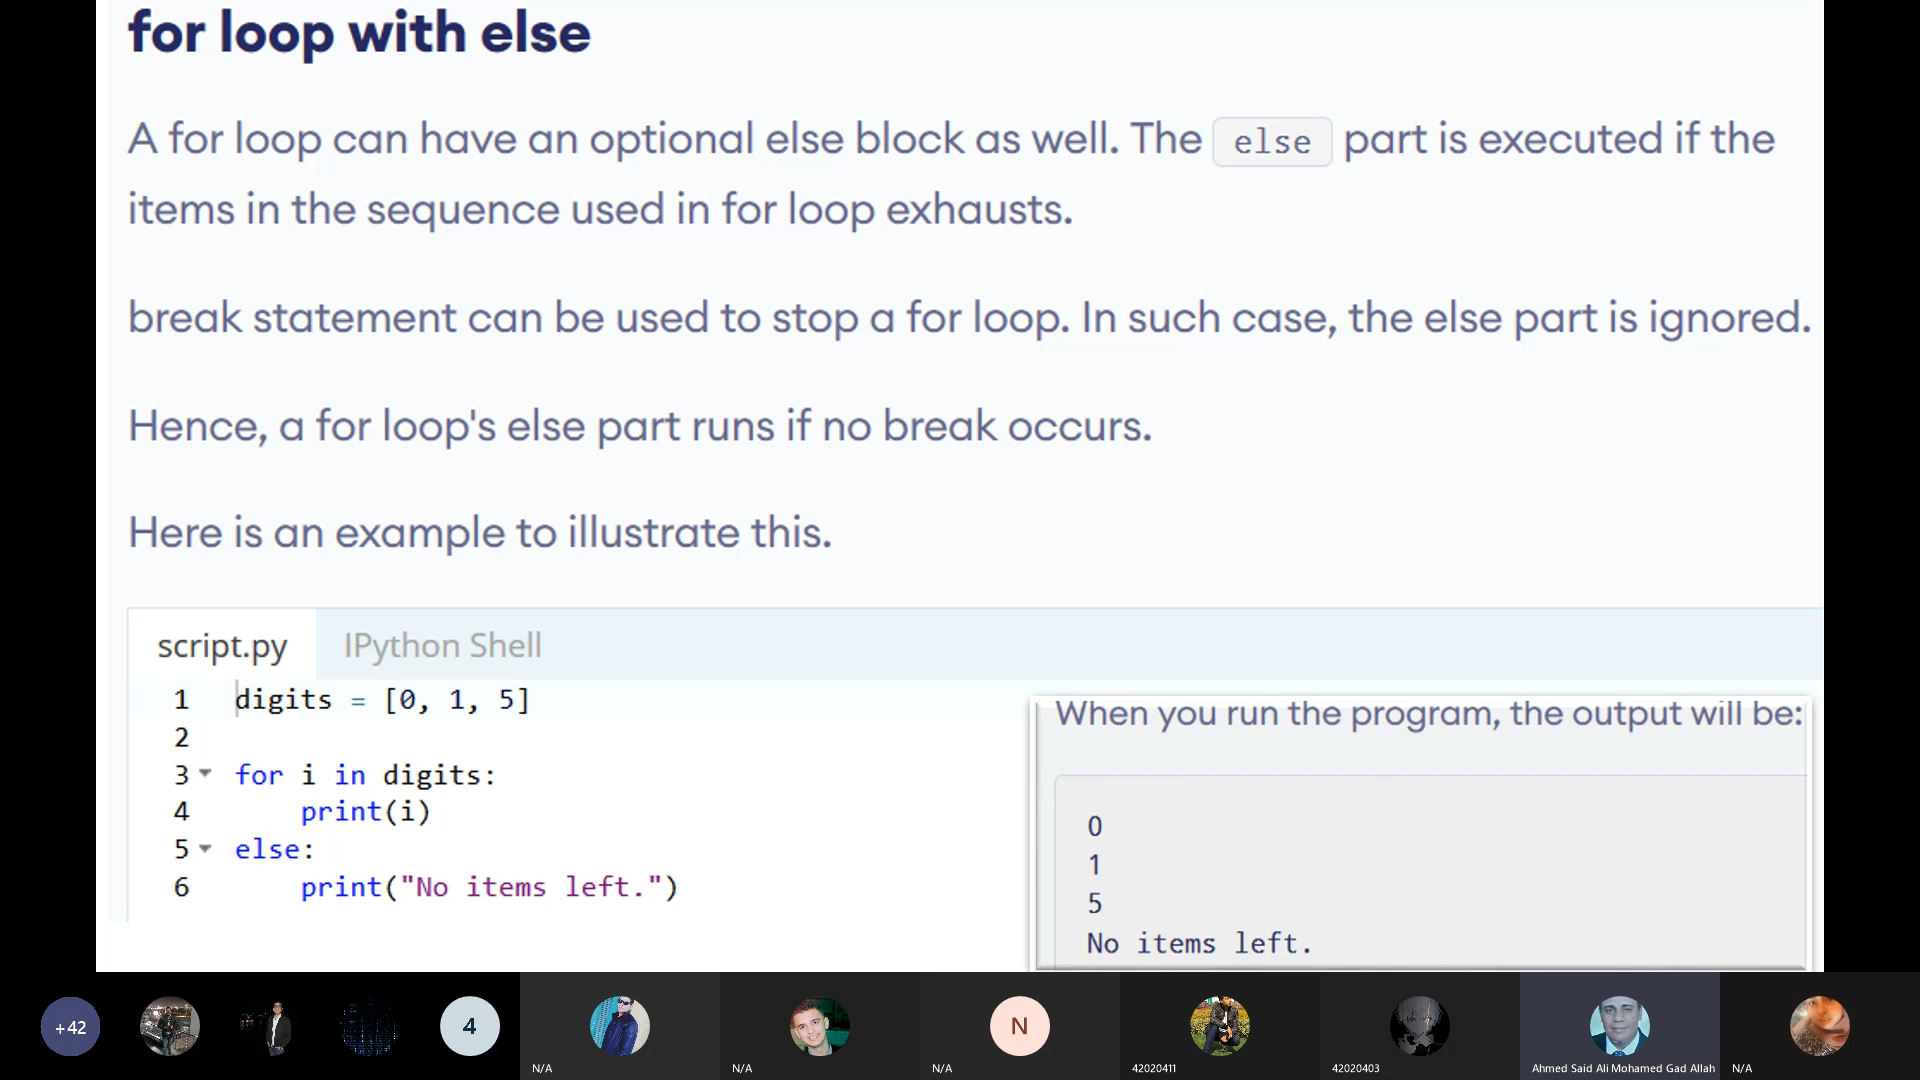 for loop with else
A for loop can have an optional else block as well. The else part is executed if the
items in the sequence used in for loop exhausts.
break statement can be used to stop a for loop. In such case, the else part is ignored.
Hence, a for loop's else part runs if no break occurs.
Here is an example to illustrate this.
script.py IPython Shell
1 digits = [0, 1, 5]
2
3 for i in digits:
4 print(i)
5 else:
6 print("No items left.")
When you run the program, the output will be:
0
1
5
No items left.
+42
4
N
N/A
N/A
N/A
42020411
42020403
Ahmed Said Ali Mohamed Gad Allah
N/A